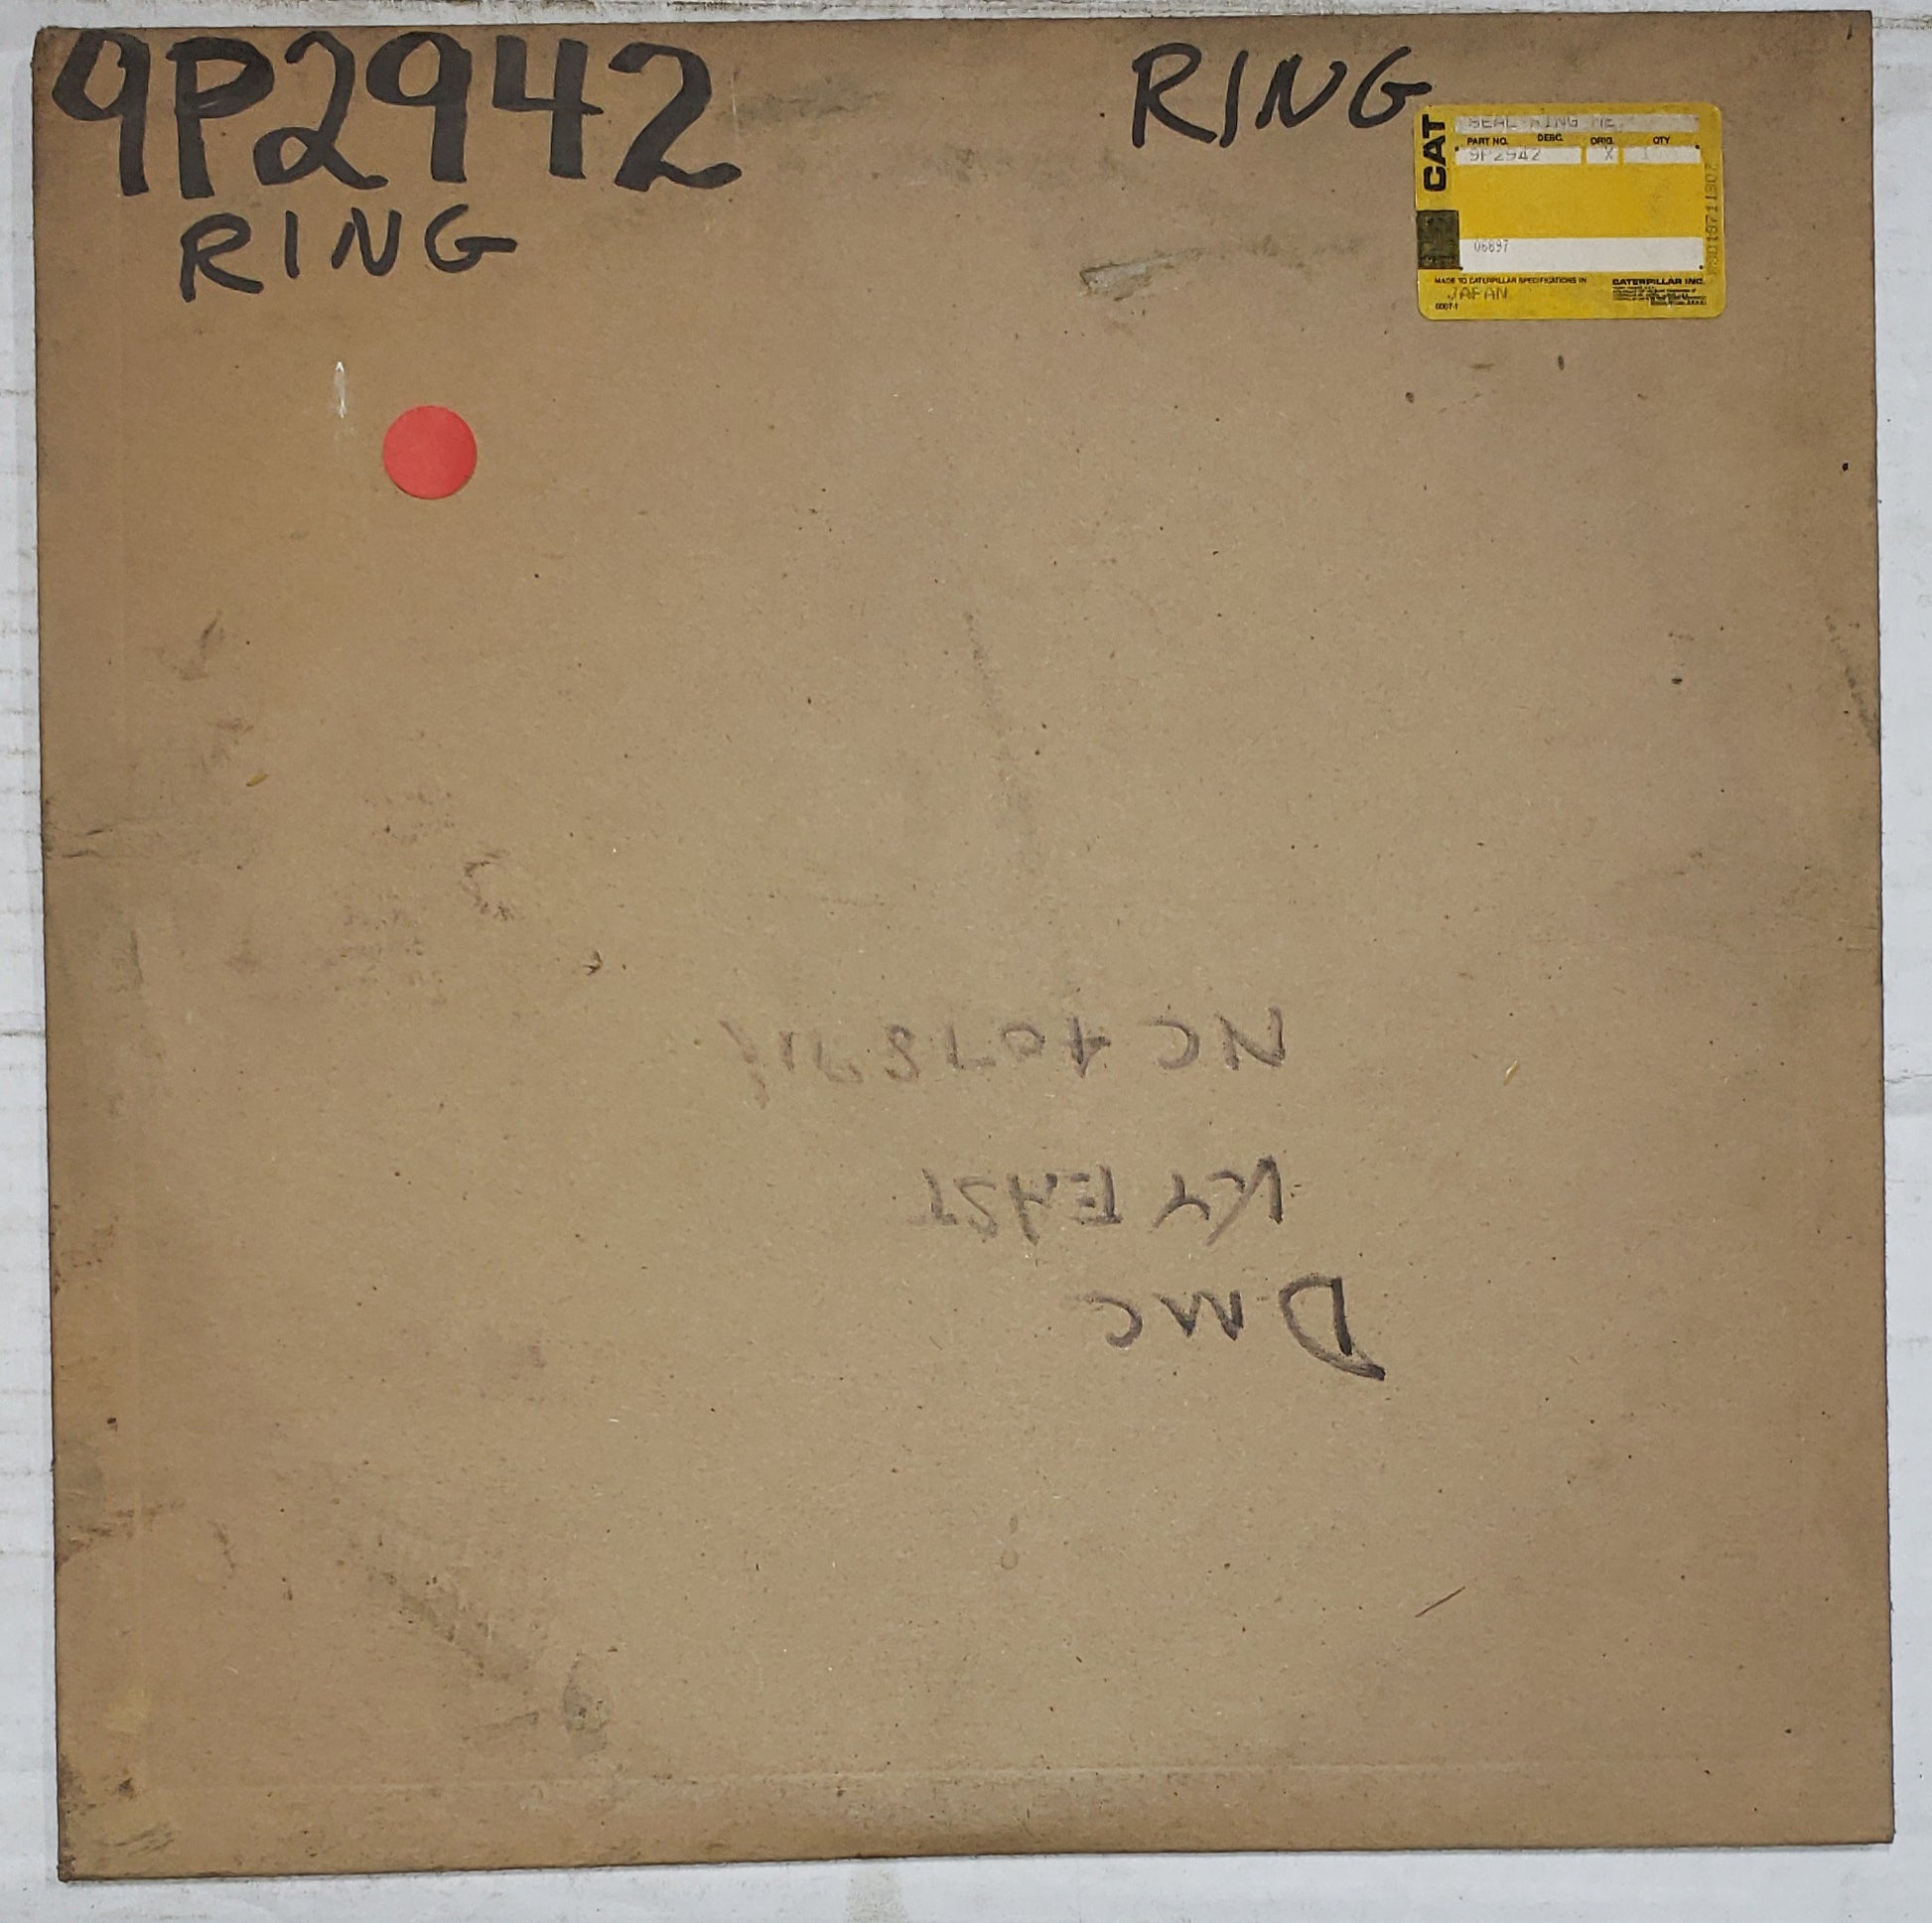 9P2942
RING
RING
CAT
SEAL RING ME
PART NO. DESC. ORIG. QTY
9P2942 X 1
06697
MADE TO CATERPILLAR SPECIFICATIONS IN
JAPAN
CATERPILLAR INC.
DMC
KY EAST
NC